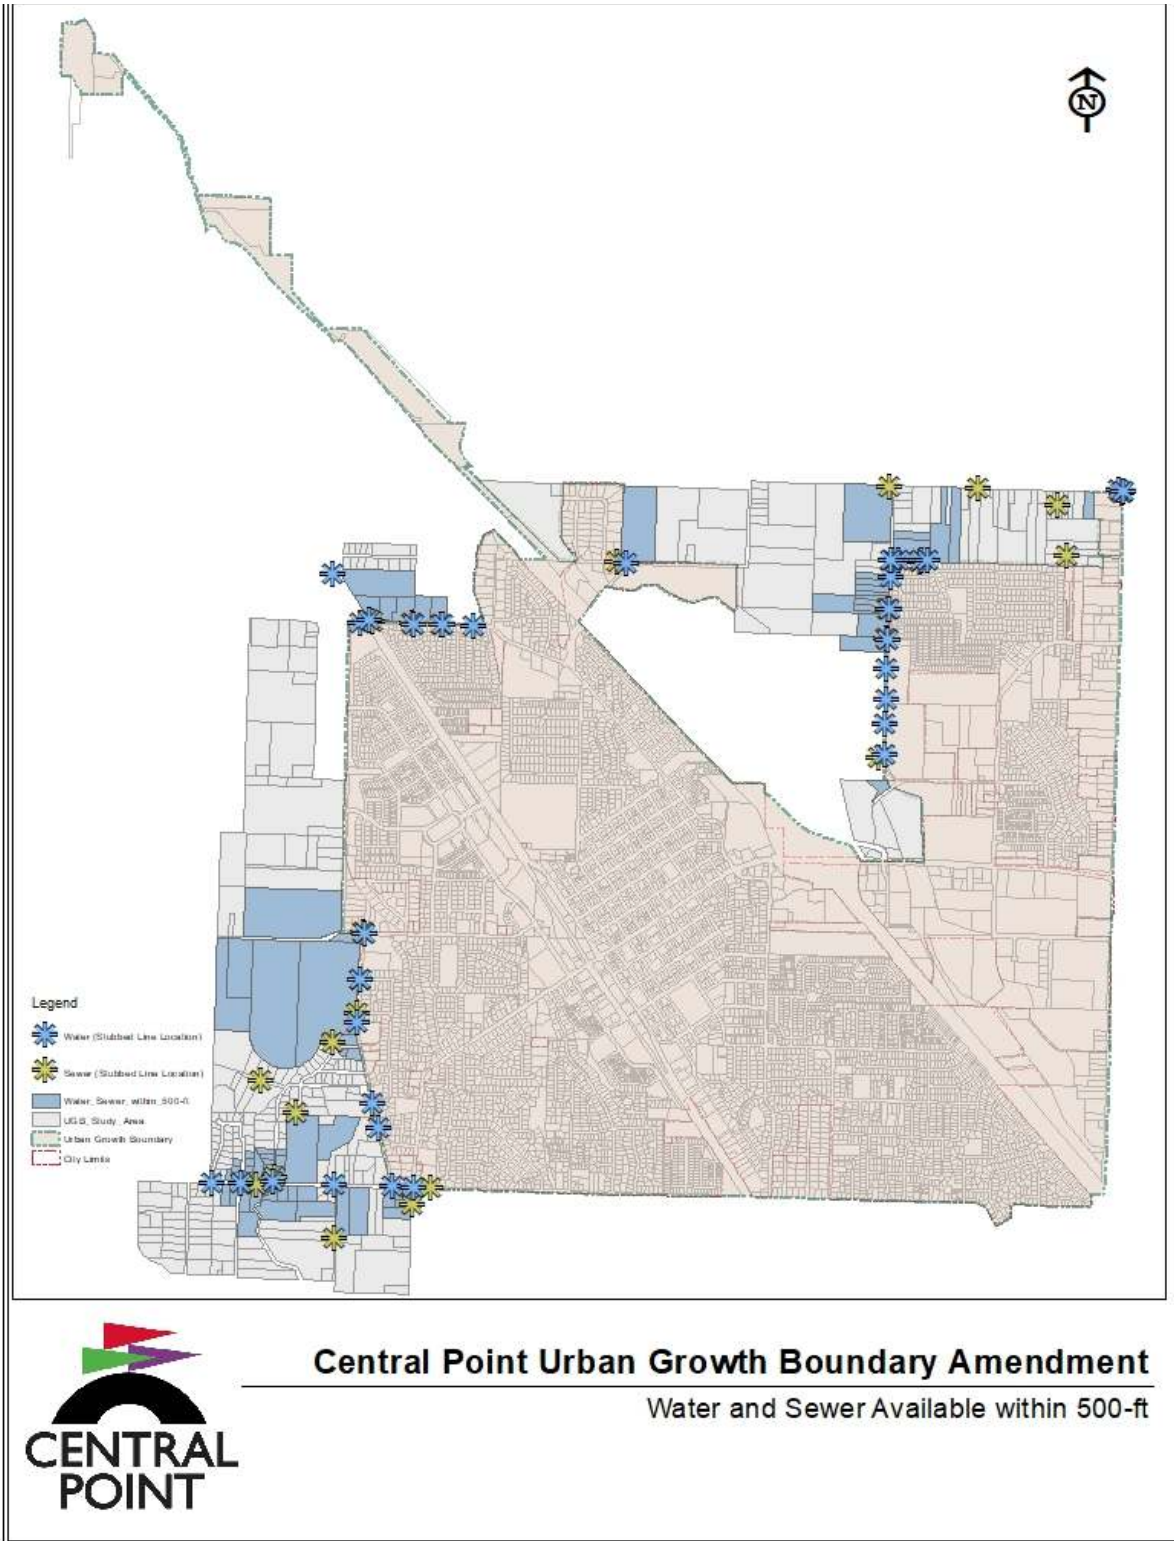 N
Legend
Water (Stubbed Line Location)
Sewer (Stubbed Line Location)
Water_Sewer_within_500-ft
UGB_Study_Area
Urban Growth Boundary
City Limits
CENTRAL
POINT
Central Point Urban Growth Boundary Amendment
Water and Sewer Available within 500-ft